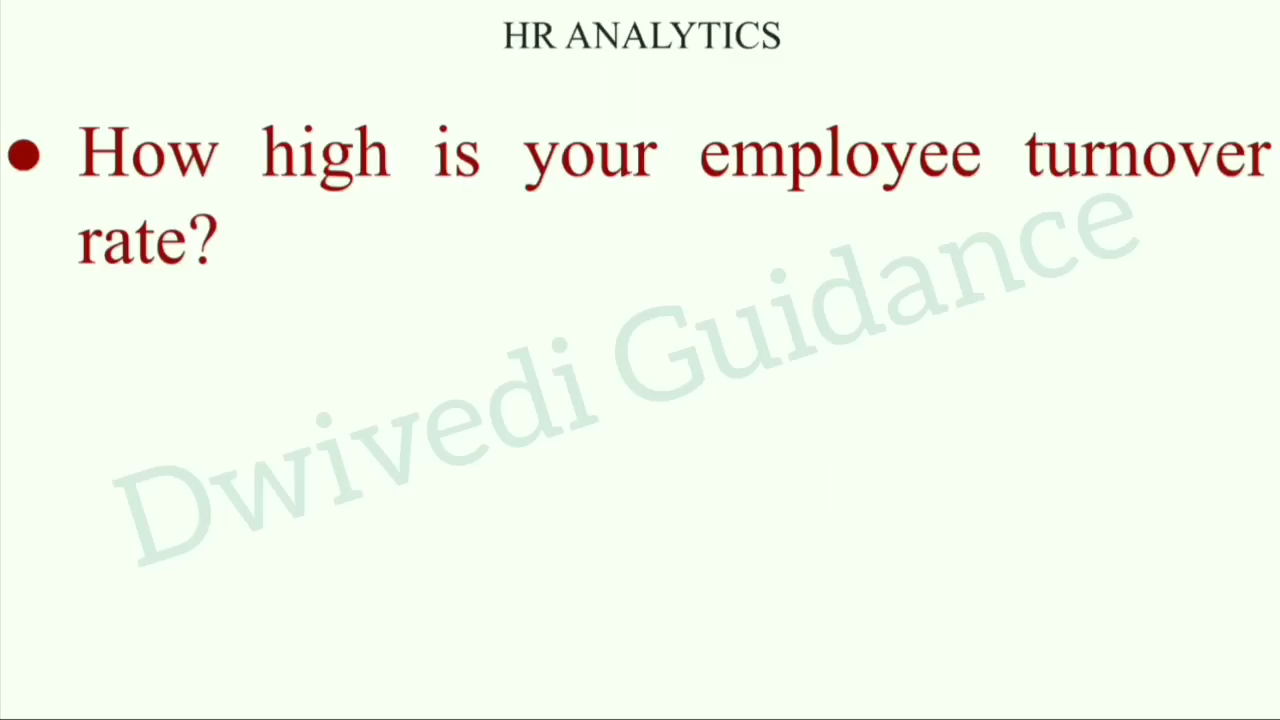 HR ANALYTICS
● How high is your employee turnover
rate?
Dwivedi Guidance